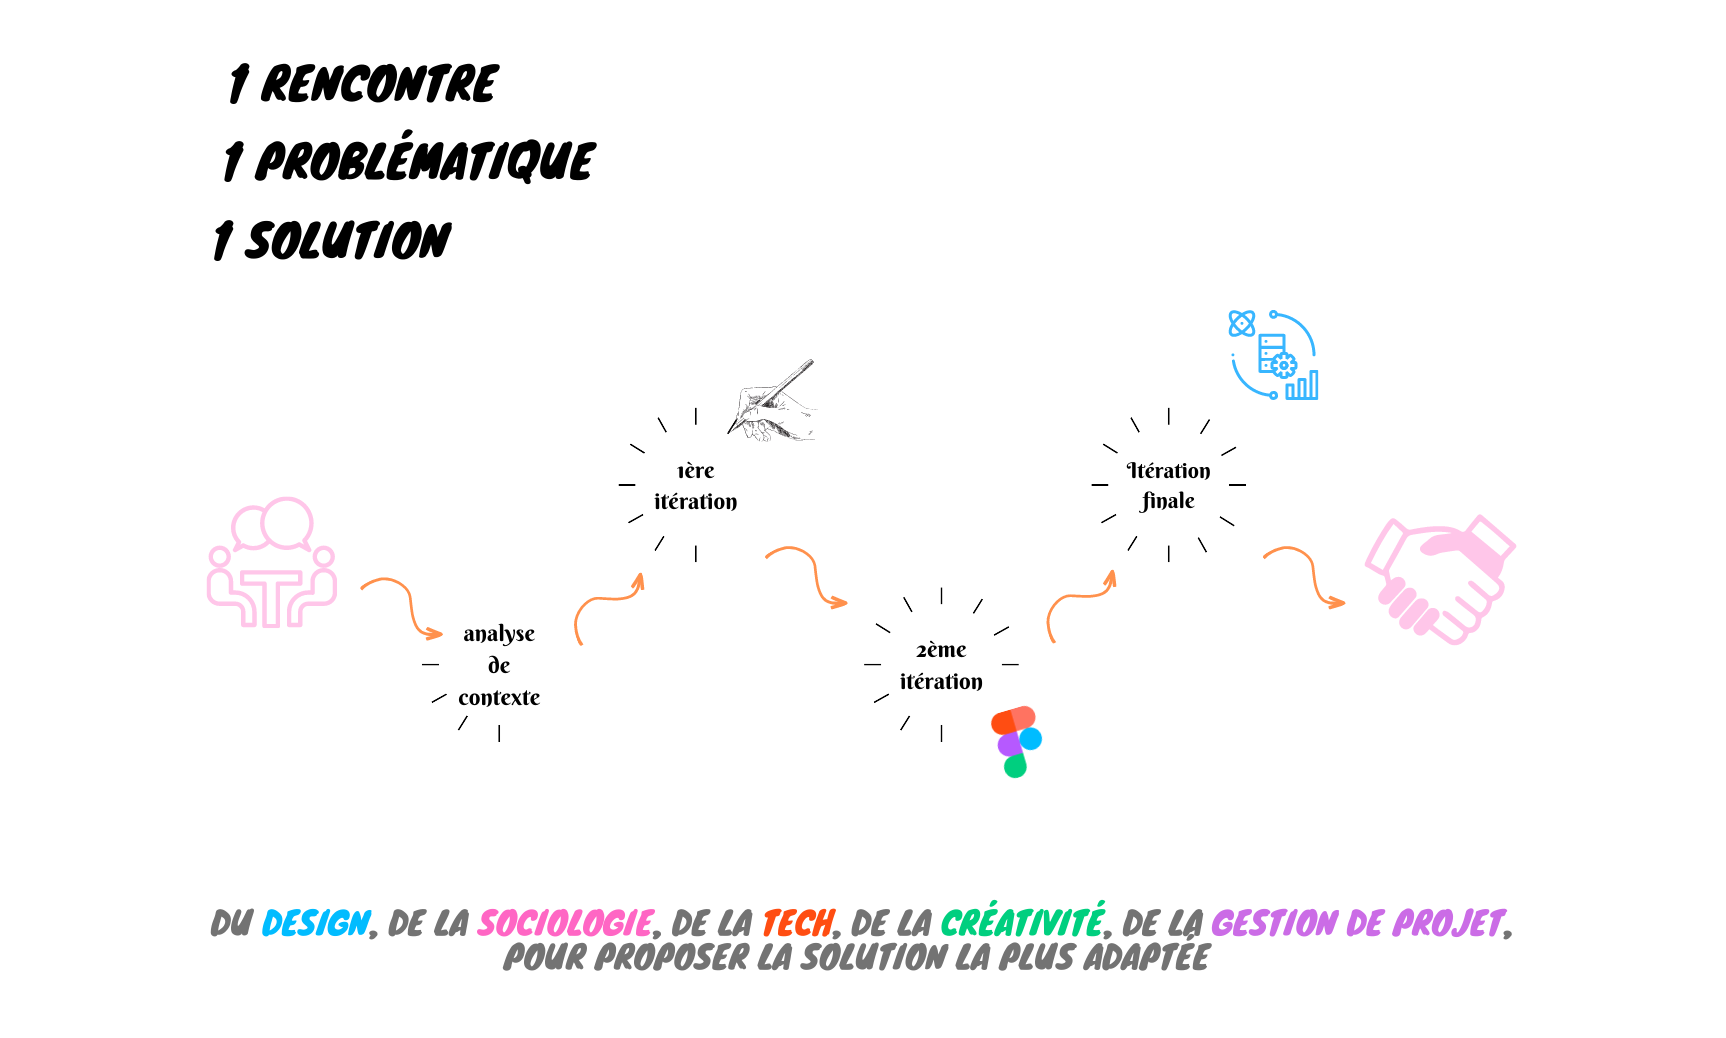 1 RENCONTRE
1 PROBLÉMATIQUE
1 SOLUTION
1ère
itération
Itération
finale
analyse
de
contexte
2ème
itération
DU DESIGN, DE LA SOCIOLOGIE, DE LA TECH, DE LA CRÉATIVITÉ, DE LA GESTION DE PROJET,
POUR PROPOSER LA SOLUTION LA PLUS ADAPTÉE